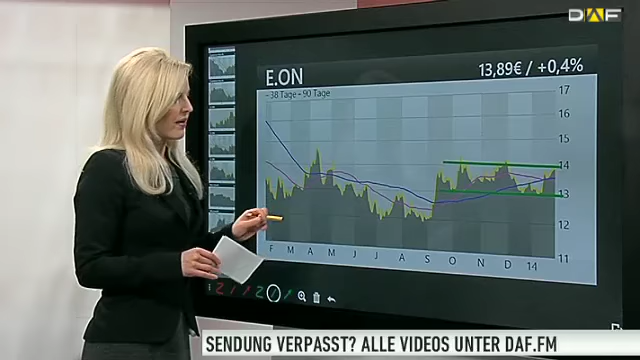 DAF
E.ON
13,89€ / +0,4%
38 Tage 90 Tage
17
16
15
14
13
12
11
F M A M J J A S O N D 14
SENDUNG VERPASST? ALLE VIDEOS UNTER DAF.FM